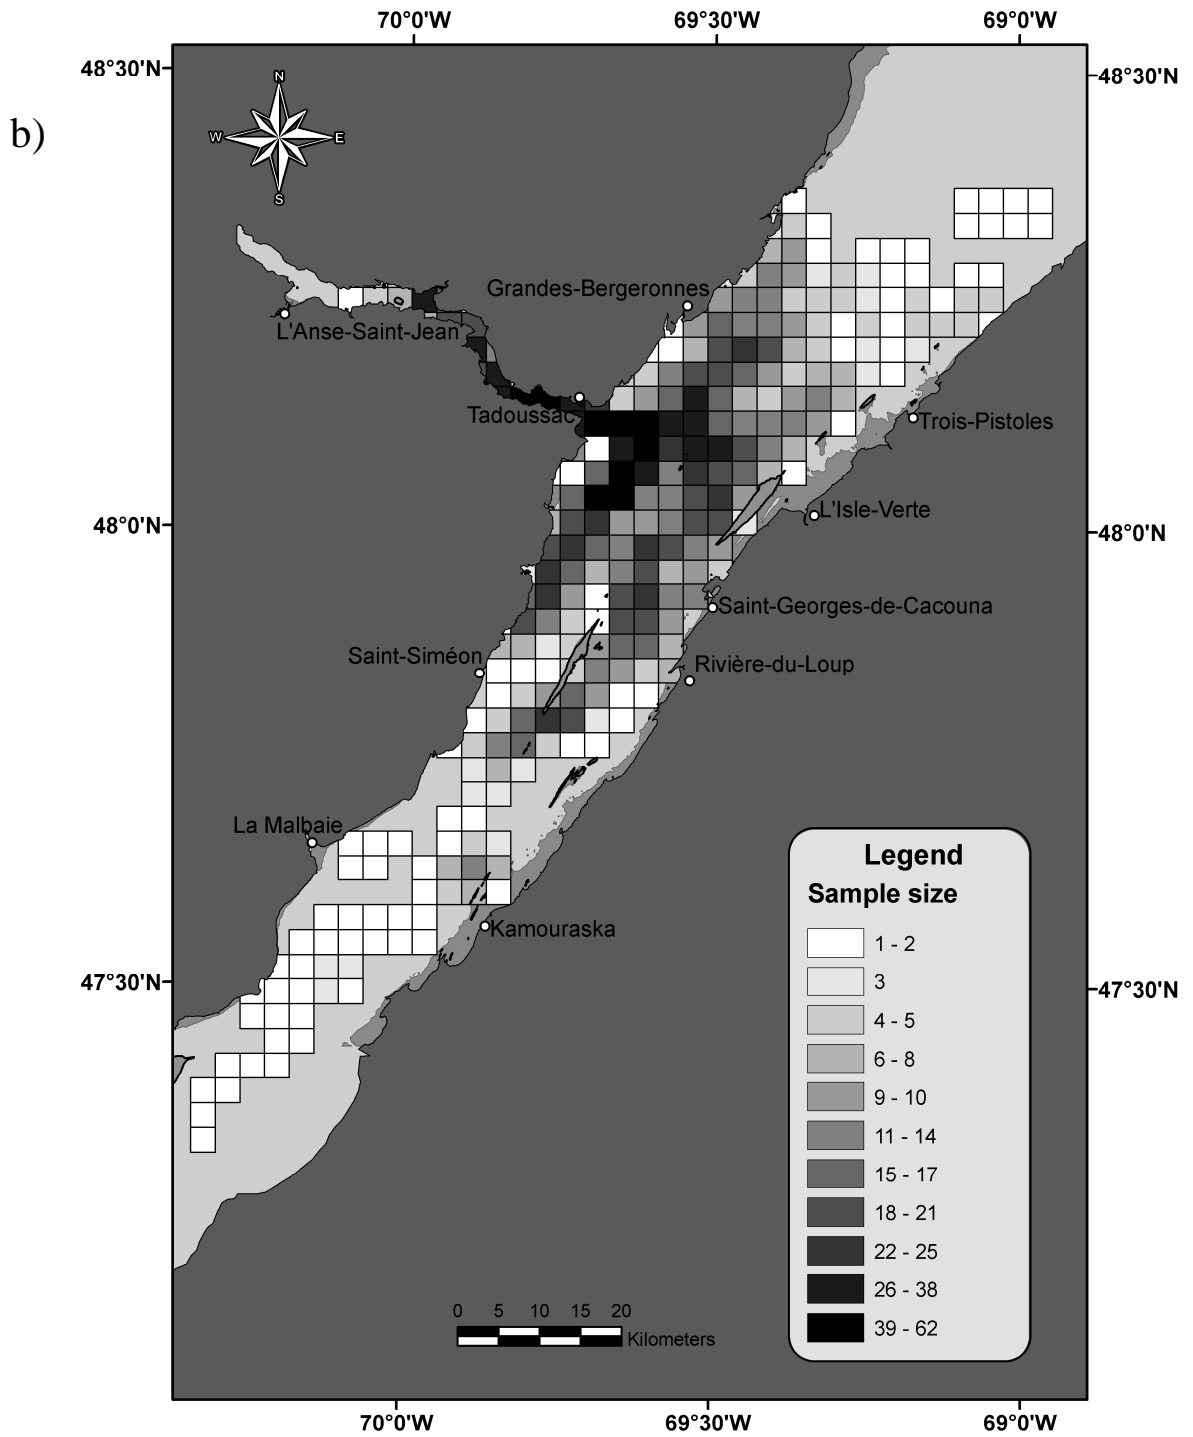 70°0'W 69°30'W 69°0'W
48°30'N 48°30'N
b)
N
W E
S
Grandes-Bergeronnes
L'Anse-Saint-Jean
Tadoussac
Trois-Pistoles
L'Isle-Verte
48°0'N 48°0'N
Saint-Georges-de-Cacouna
Saint-Siméon
Rivière-du-Loup
La Malbaie
Kamouraska
47°30'N 47°30'N
Legend
Sample size
1 - 2
3
4 - 5
6 - 8
9 - 10
11 - 14
15 - 17
18 - 21
22 - 25
26 - 38
39 - 62
0 5 10 15 20
Kilometers
70°0'W 69°30'W 69°0'W